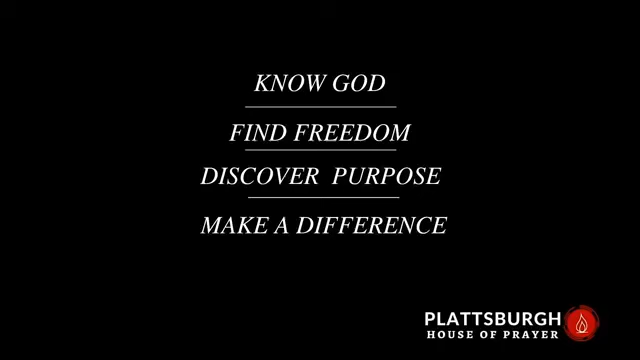 KNOW GOD
FIND FREEDOM
DISCOVER PURPOSE
MAKE A DIFFERENCE
PLATTSBURGH
HOUSE OF PRAYER